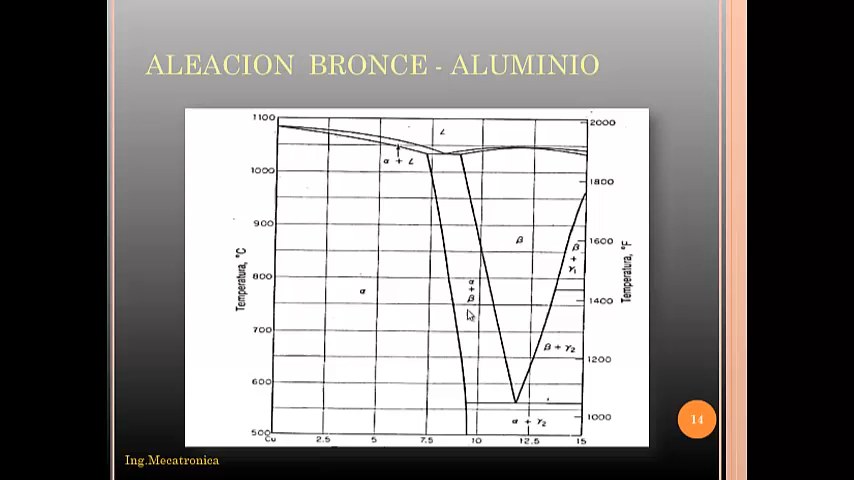 ALEACION BRONCE - ALUMINIO
1100
2000
L
α + L
1000
1800
900
β
1600
β + γ1
Temperatura, °C
Temperatura, °F
800
α
α + β
1400
700
β + γ2
1200
600
1000
α + γ2
500
Cu 2.5 5 7.5 10 12.5 15
14
Ing.Mecatronica